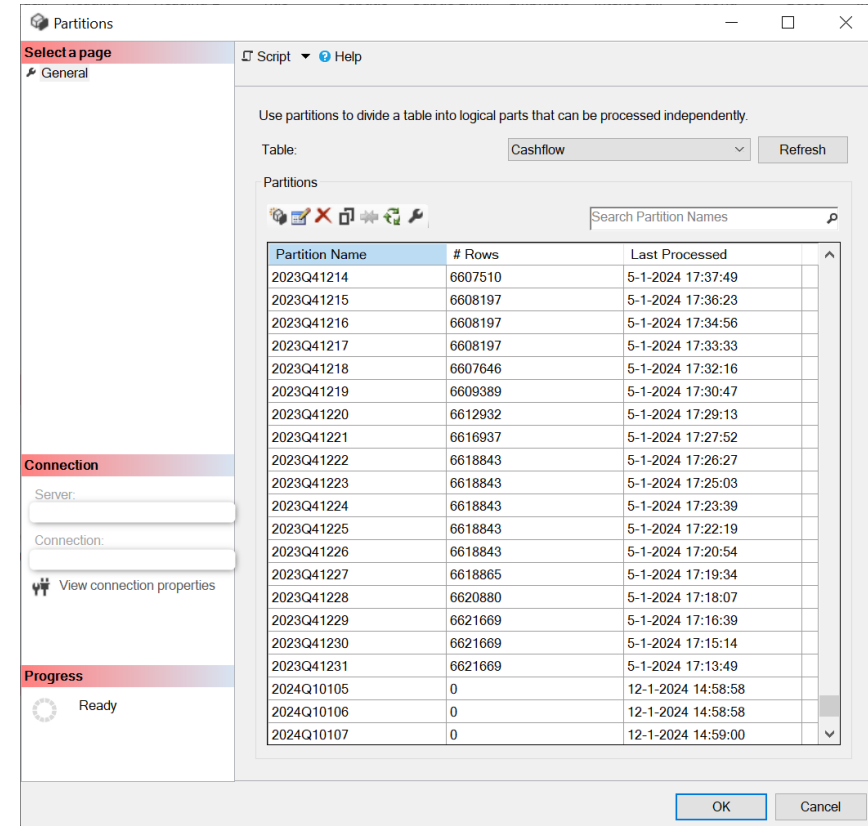 Partitions
Select a page
General
Script Help
Use partitions to divide a table into logical parts that can be processed independently.
Table: Cashflow Refresh
Partitions
Search Partition Names
Partition Name # Rows Last Processed
2023Q41214 6607510 5-1-2024 17:37:49
2023Q41215 6608197 5-1-2024 17:36:23
2023Q41216 6608197 5-1-2024 17:34:56
2023Q41217 6608197 5-1-2024 17:33:33
2023Q41218 6607646 5-1-2024 17:32:16
2023Q41219 6609389 5-1-2024 17:30:47
2023Q41220 6612932 5-1-2024 17:29:13
2023Q41221 6616937 5-1-2024 17:27:52
2023Q41222 6618843 5-1-2024 17:26:27
2023Q41223 6618843 5-1-2024 17:25:03
2023Q41224 6618843 5-1-2024 17:23:39
2023Q41225 6618843 5-1-2024 17:22:19
2023Q41226 6618843 5-1-2024 17:20:54
2023Q41227 6618865 5-1-2024 17:19:34
2023Q41228 6620880 5-1-2024 17:18:07
2023Q41229 6621669 5-1-2024 17:16:39
2023Q41230 6621669 5-1-2024 17:15:14
2023Q41231 6621669 5-1-2024 17:13:49
2024Q10105 0 12-1-2024 14:58:58
2024Q10106 0 12-1-2024 14:58:58
2024Q10107 0 12-1-2024 14:59:00
Connection
Server:
Connection:
View connection properties
Progress
Ready
OK Cancel